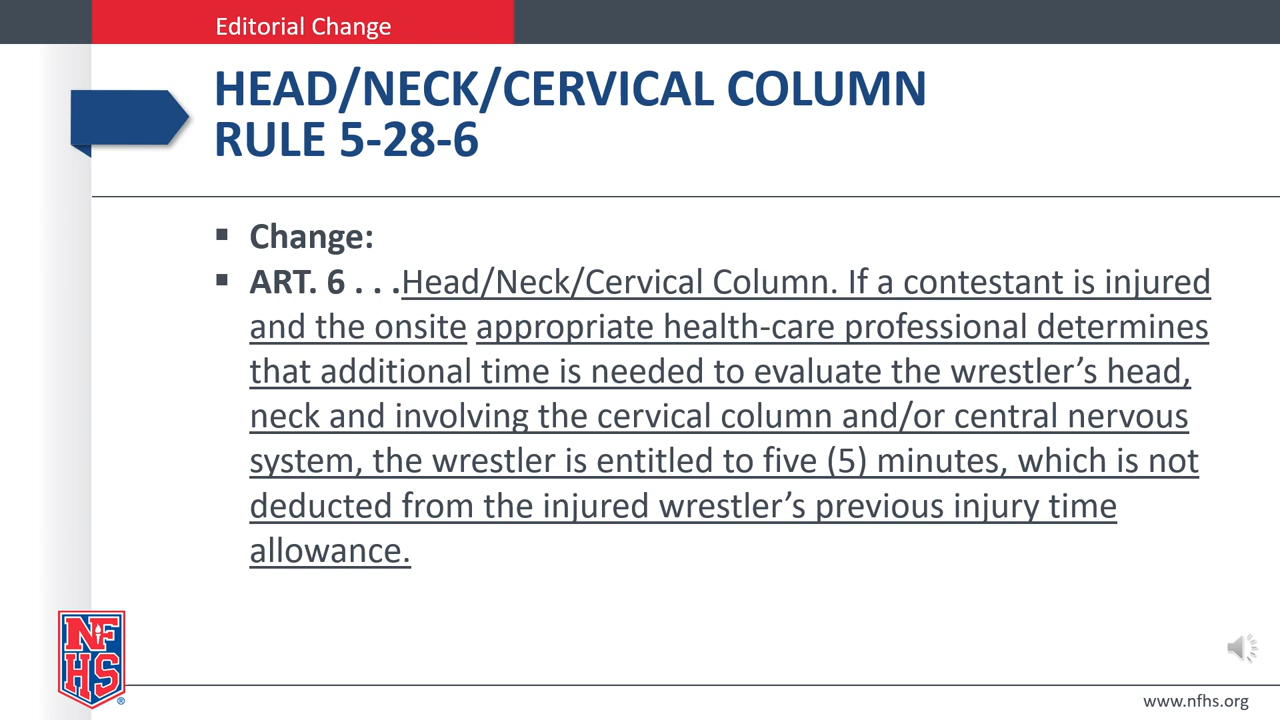 Editorial Change
HEAD/NECK/CERVICAL COLUMN
RULE 5-28-6
▪ Change:
▪ ART. 6 . . .Head/Neck/Cervical Column. If a contestant is injured
and the onsite appropriate health-care professional determines
that additional time is needed to evaluate the wrestler’s head,
neck and involving the cervical column and/or central nervous
system, the wrestler is entitled to five (5) minutes, which is not
deducted from the injured wrestler’s previous injury time
allowance.
NF
HS
®
www.nfhs.org